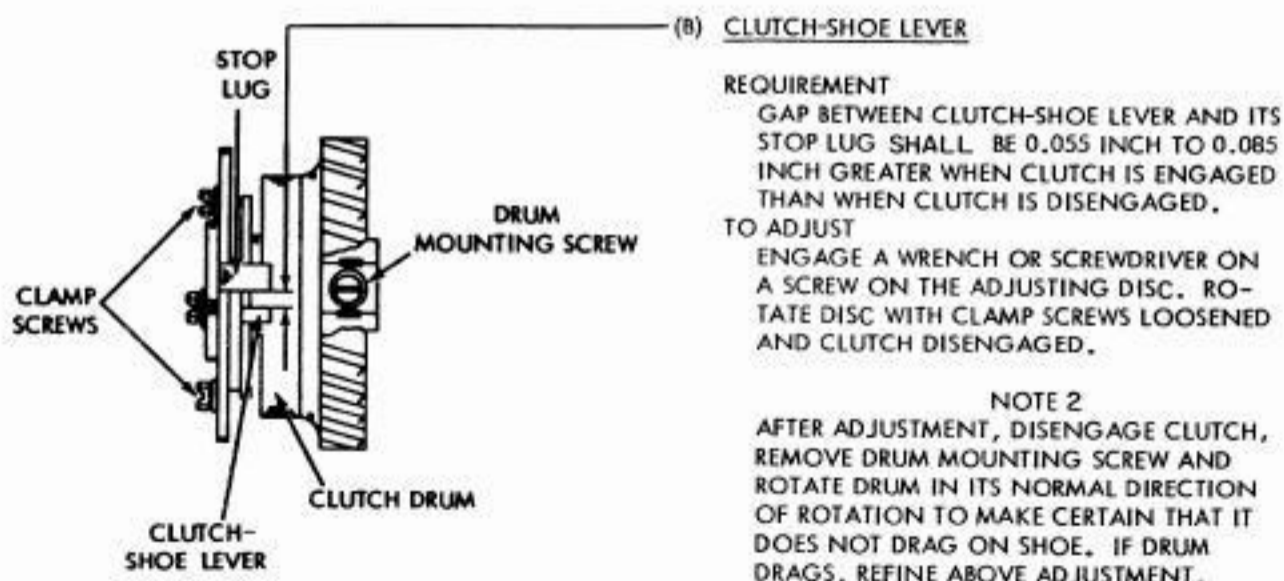 (B) CLUTCH-SHOE LEVER
STOP
LUG
REQUIREMENT
GAP BETWEEN CLUTCH-SHOE LEVER AND ITS
STOP LUG SHALL BE 0.055 INCH TO 0.085
INCH GREATER WHEN CLUTCH IS ENGAGED
THAN WHEN CLUTCH IS DISENGAGED.
TO ADJUST
ENGAGE A WRENCH OR SCREWDRIVER ON
A SCREW ON THE ADJUSTING DISC. RO-
TATE DISC WITH CLAMP SCREWS LOOSENED
AND CLUTCH DISENGAGED.
DRUM
MOUNTING SCREW
CLAMP
SCREWS
CLUTCH DRUM
CLUTCH-
SHOE LEVER
NOTE 2
AFTER ADJUSTMENT, DISENGAGE CLUTCH,
REMOVE DRUM MOUNTING SCREW AND
ROTATE DRUM IN ITS NORMAL DIRECTION
OF ROTATION TO MAKE CERTAIN THAT IT
DOES NOT DRAG ON SHOE. IF DRUM
DRAGS, REFINE ABOVE ADJUSTMENT.